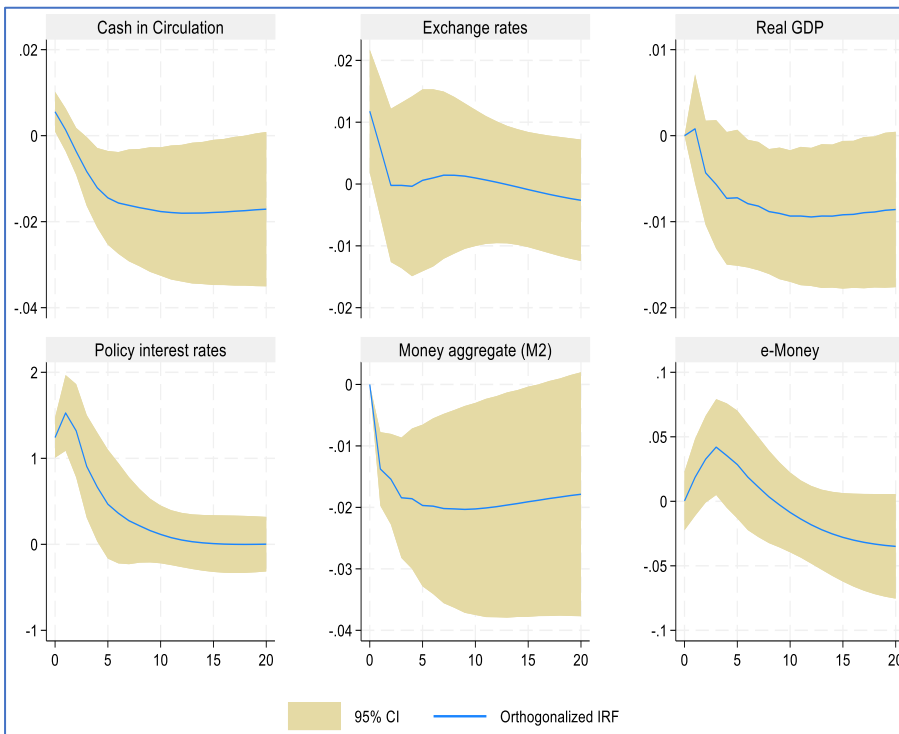 Cash in Circulation
.02
0
-.02
-.04
Exchange rates
.02
.01
0
-.01
-.02
Real GDP
.01
0
-.01
-.02
Policy interest rates
2
1
0
-1
0 5 10 15 20
Money aggregate (M2)
0
-.01
-.02
-.03
-.04
0 5 10 15 20
e-Money
.1
.05
0
-.05
-.1
0 5 10 15 20
95% CI
Orthogonalized IRF